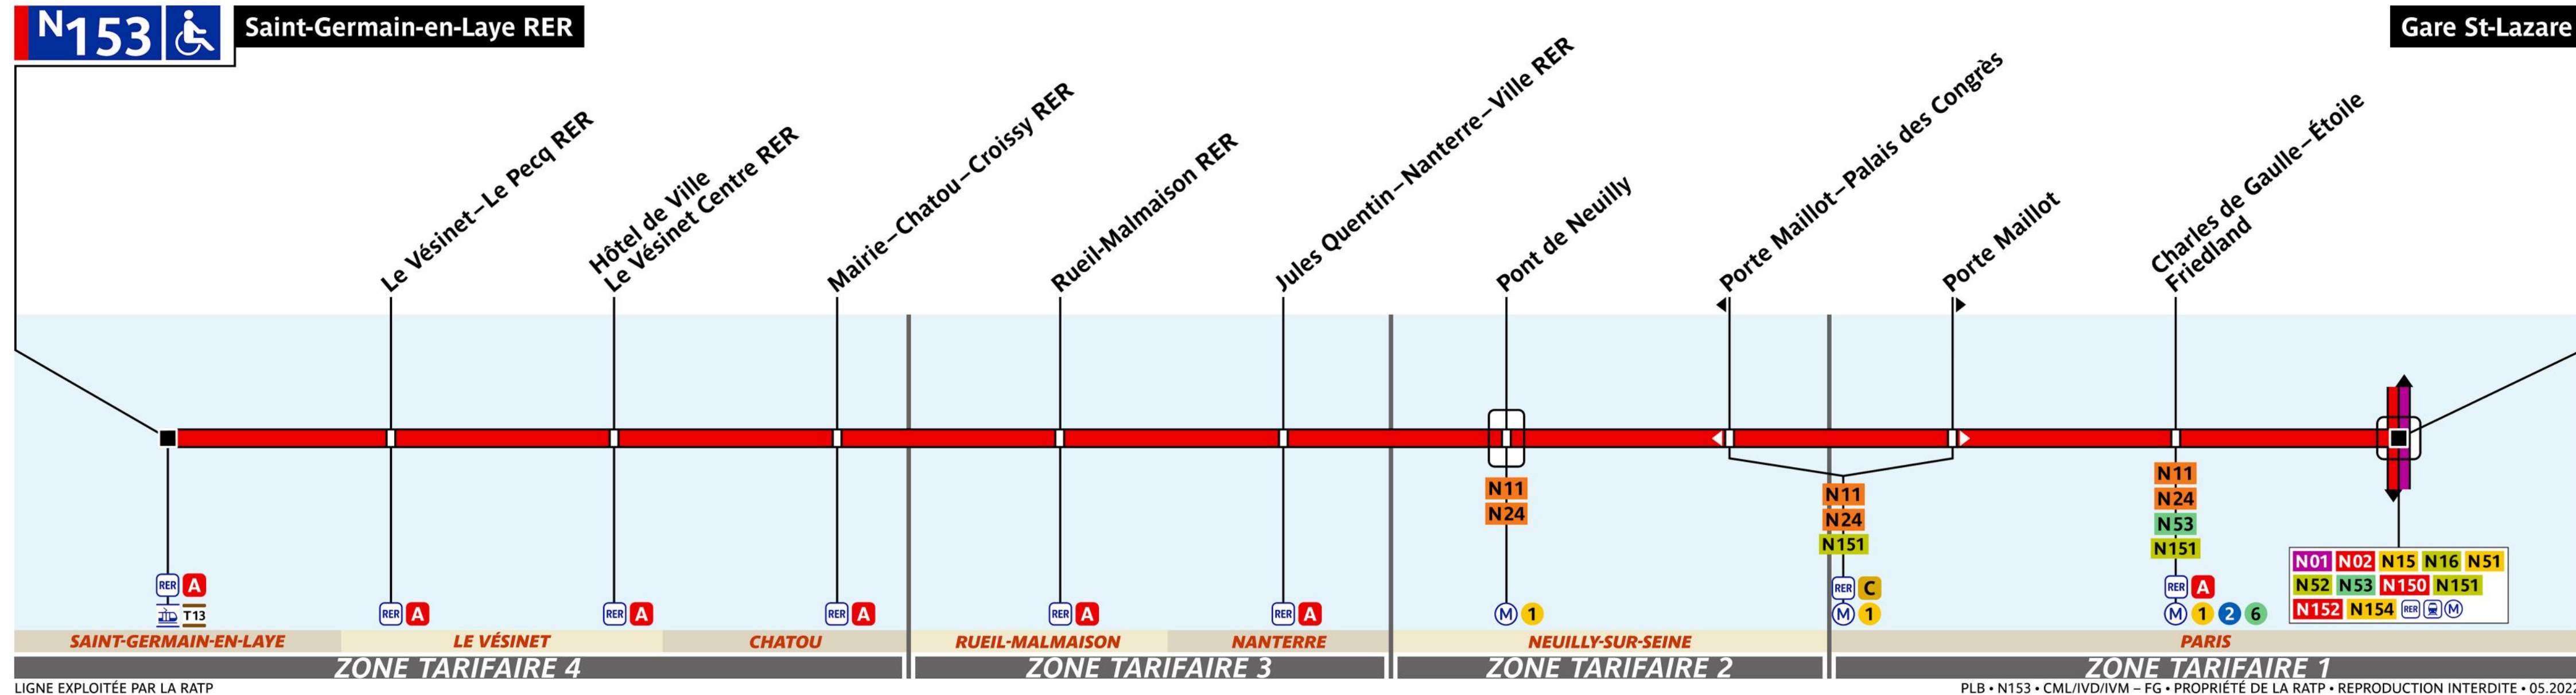 N153
Saint-Germain-en-Laye RER
Gare St-Lazare
Le Vésinet–Le Pecq RER
Hôtel de Ville
Le Vésinet Centre RER
Mairie–Chatou–Croissy RER
Rueil-Malmaison RER
Jules Quentin–Nanterre–Ville RER
Pont de Neuilly
Porte Maillot–Palais des Congrès
Porte Maillot
Charles de Gaulle–Étoile
Friedland
RER A
T13
RER A
RER A
RER A
RER A
RER A
N11
N24
M 1
N11
N24
N151
RER C
M 1
N11
N24
N53
N151
RER A
M 1 2 6
N01 N02 N15 N16 N51
N52 N53 N150 N151
N152 N154 RER M
SAINT-GERMAIN-EN-LAYE
LE VÉSINET
CHATOU
RUEIL-MALMAISON
NANTERRE
NEUILLY-SUR-SEINE
PARIS
ZONE TARIFAIRE 4
ZONE TARIFAIRE 3
ZONE TARIFAIRE 2
ZONE TARIFAIRE 1
LIGNE EXPLOITÉE PAR LA RATP
PLB • N153 • CML/IVD/IVM – FG • PROPRIÉTÉ DE LA RATP • REPRODUCTION INTERDITE • 05.202